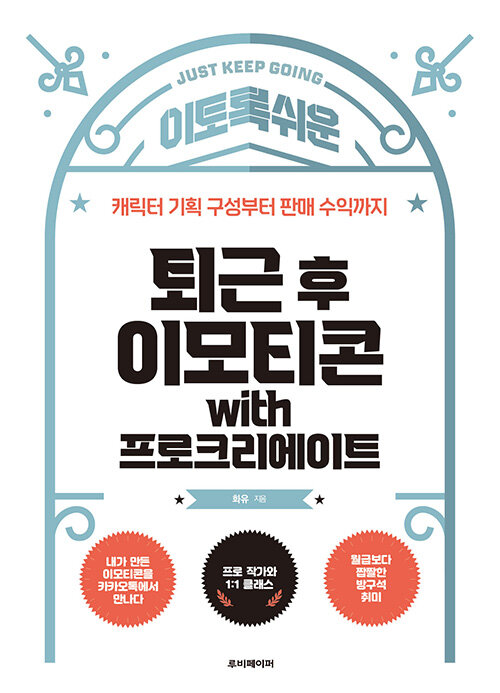 JUST KEEP GOING
이토록쉬운
캐릭터 기획 구성부터 판매 수익까지
퇴근 후
이모티콘
with
프로크리에이트
화유 지음
내가 만든
이모티콘을
카카오톡에서
만나다
프로 작가와
1:1 클래스
월급보다
짭짤한
방구석
취미
루비페이퍼